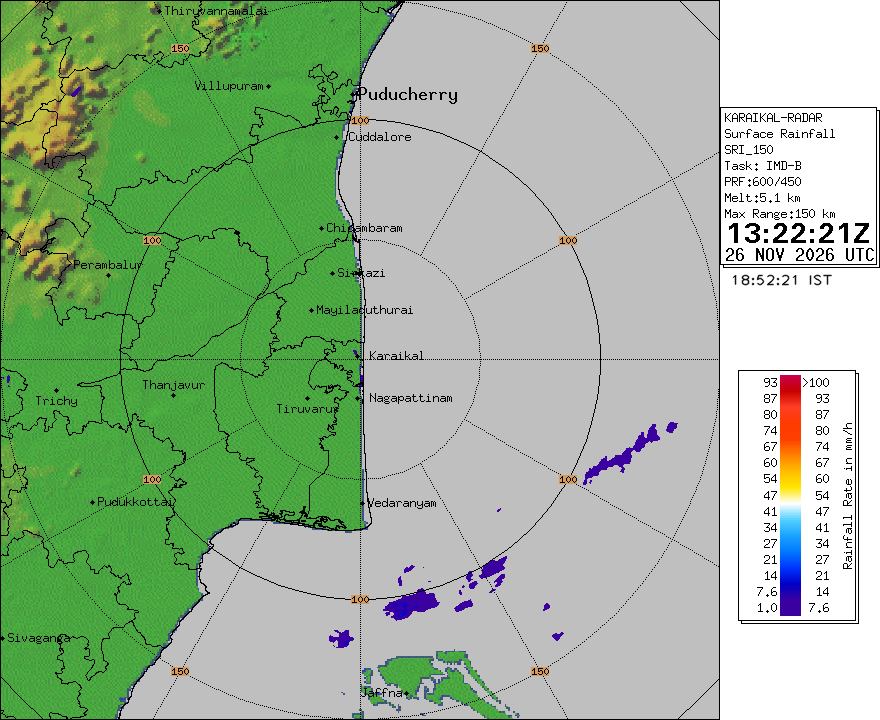 Thiruvannamalai
150
150
Villupuram
Puducherry
100
Cuddalore
Chidambaram
100
100
Perambalur
Sirkazi
Mayiladuthurai
Karaikal
Thanjavur
Trichy
Tiruvarur
Nagapattinam
100
100
Pudukkottai
Vedaranyam
100
Sivaganga
150
150
Jaffna
KARAIKAL-RADAR
Surface Rainfall
SRI_150
Task: IMD-B
PRF:600/450
Melt:5.1 km
Max Range:150 km
13:22:21Z
26 NOV 2026 UTC
18:52:21 IST
93 >100
87 93
80 87
74 80
67 74
60 67
54 60
47 54
41 47
34 41
27 34
21 27
14 21
7.6 14
1.0 7.6
Rainfall Rate in mm/h